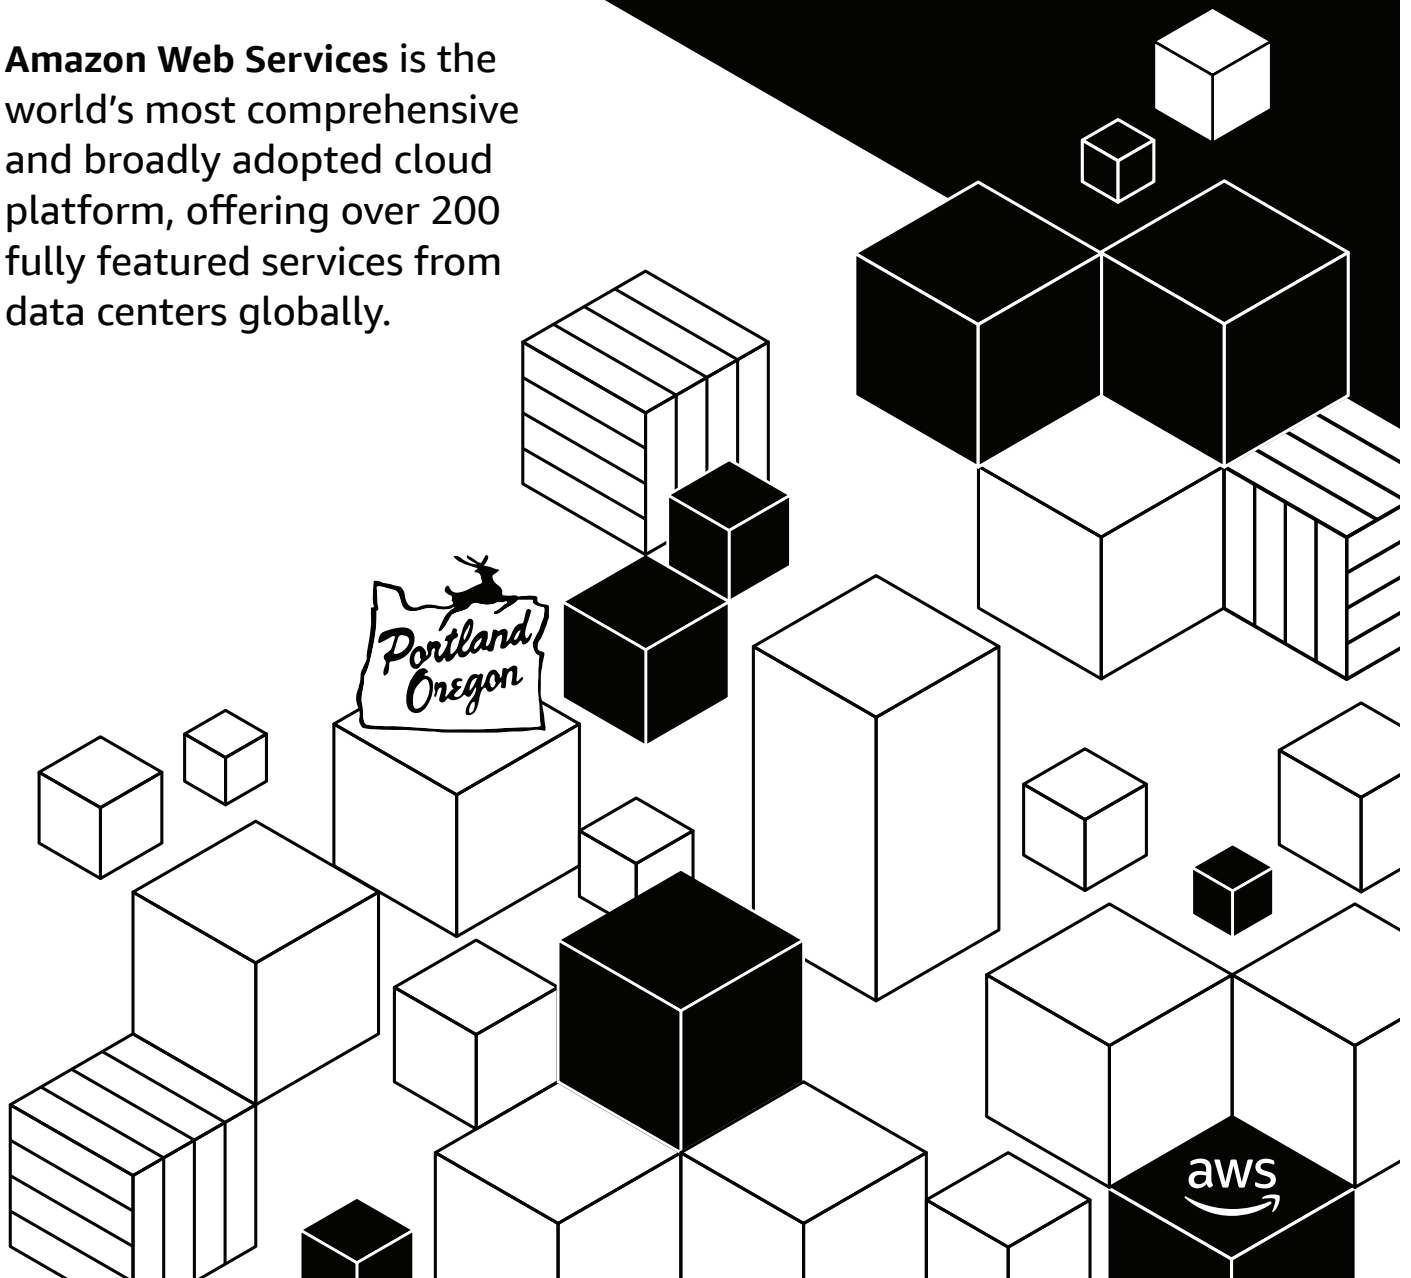 Amazon Web Services is the
world’s most comprehensive
and broadly adopted cloud
platform, offering over 200
fully featured services from
data centers globally.
Portland
Oregon
aws